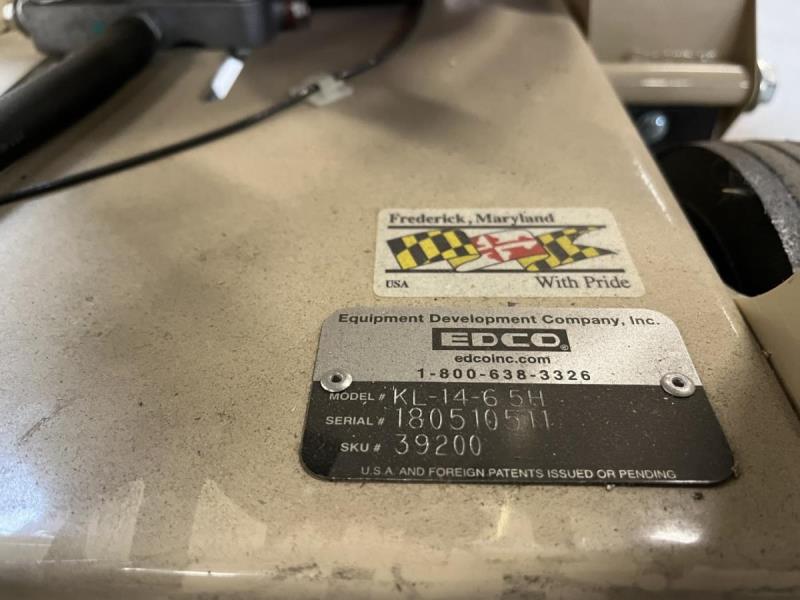 Frederick, Maryland
USA With Pride
Equipment Development Company, Inc.
EDCO®
edcoinc.com
1-800-638-3326
MODEL # KL-14-6.5H
SERIAL # 180510511
SKU # 39200
U.S.A. AND FOREIGN PATENTS ISSUED OR PENDING